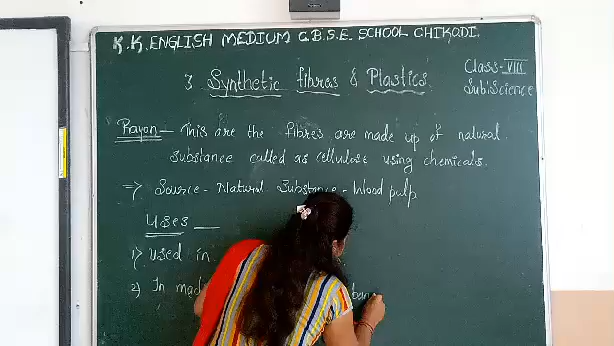 K.K. ENGLISH MEDIUM C.B.S.E. SCHOOL CHIKODI.
Class-VIII
Sub:Science
3 Synthetic fibres & Plastics.
Rayon - This are the fibres are made up of natural
substance called as cellulose using chemicals.
=> Source - Natural Substance - Wood pulp
Uses
1) used in
2) In